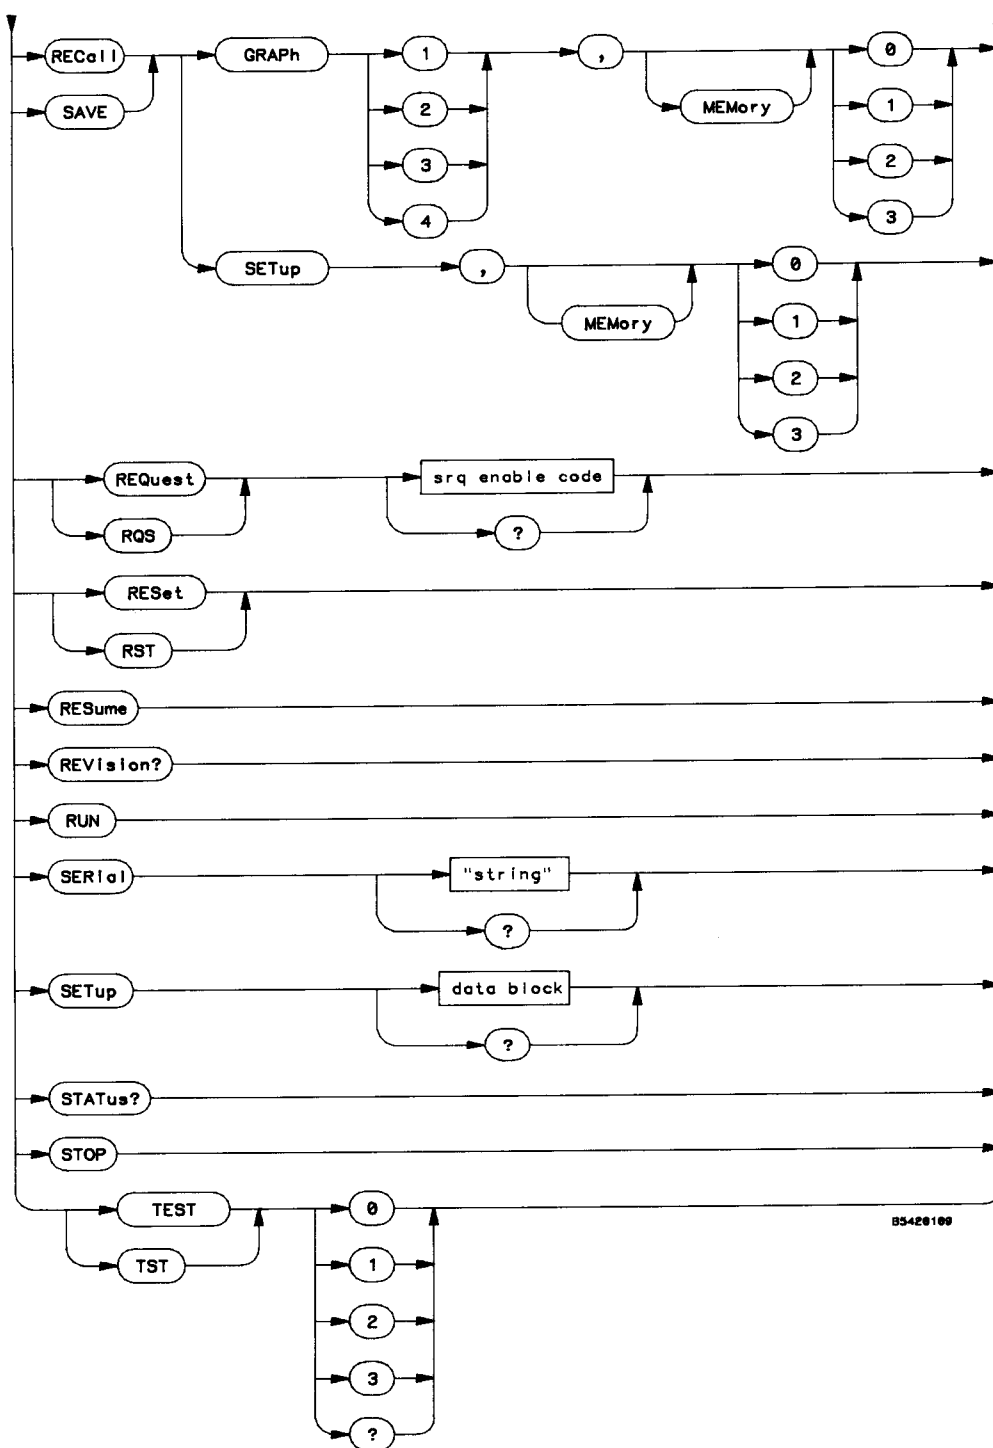 RECall GRAPh 1 , 0
SAVE 2 MEMory 1
3 2
4 3
SETup , 0
MEMory 1
2
3
REQuest srq enable code
RQS ?
RESet
RST
RESume
REVision?
RUN
SERial "string"
?
SETup data block
?
STATus?
STOP
TEST 0
B5420109
TST 1
2
3
?